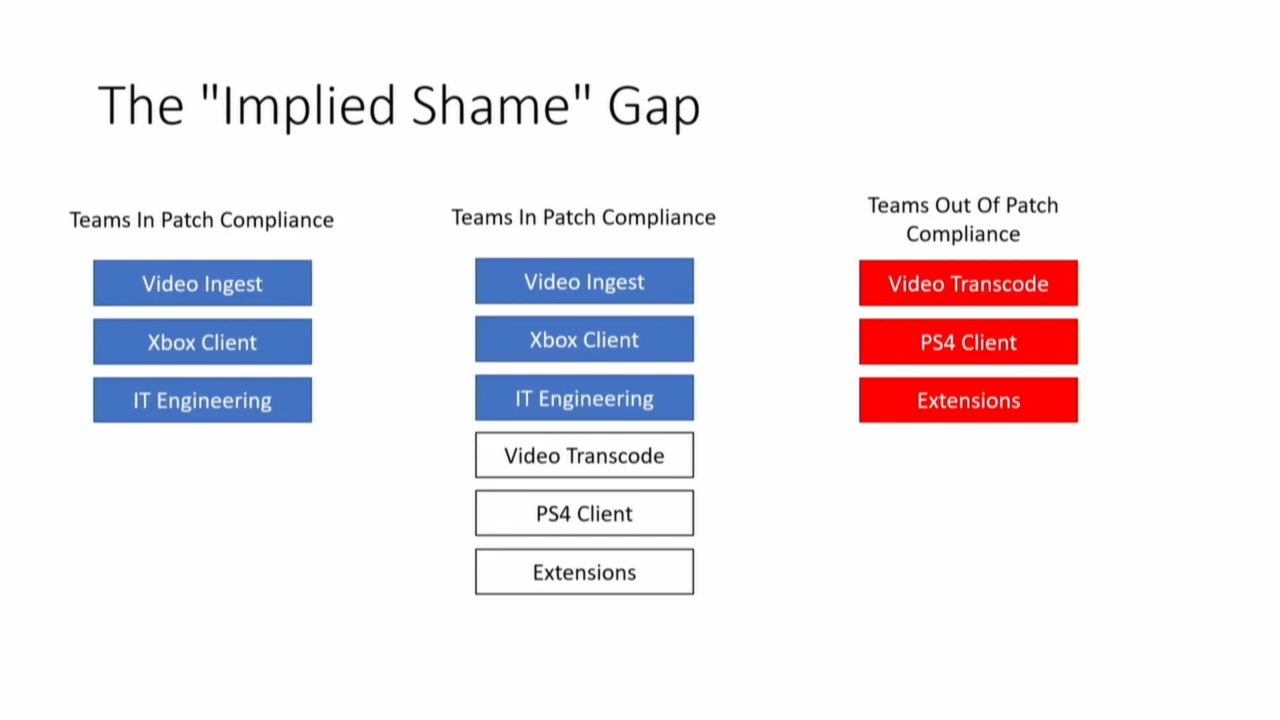 The "Implied Shame" Gap
Teams In Patch Compliance
Video Ingest
Xbox Client
IT Engineering
Teams In Patch Compliance
Video Ingest
Xbox Client
IT Engineering
Video Transcode
PS4 Client
Extensions
Teams Out Of Patch
Compliance
Video Transcode
PS4 Client
Extensions